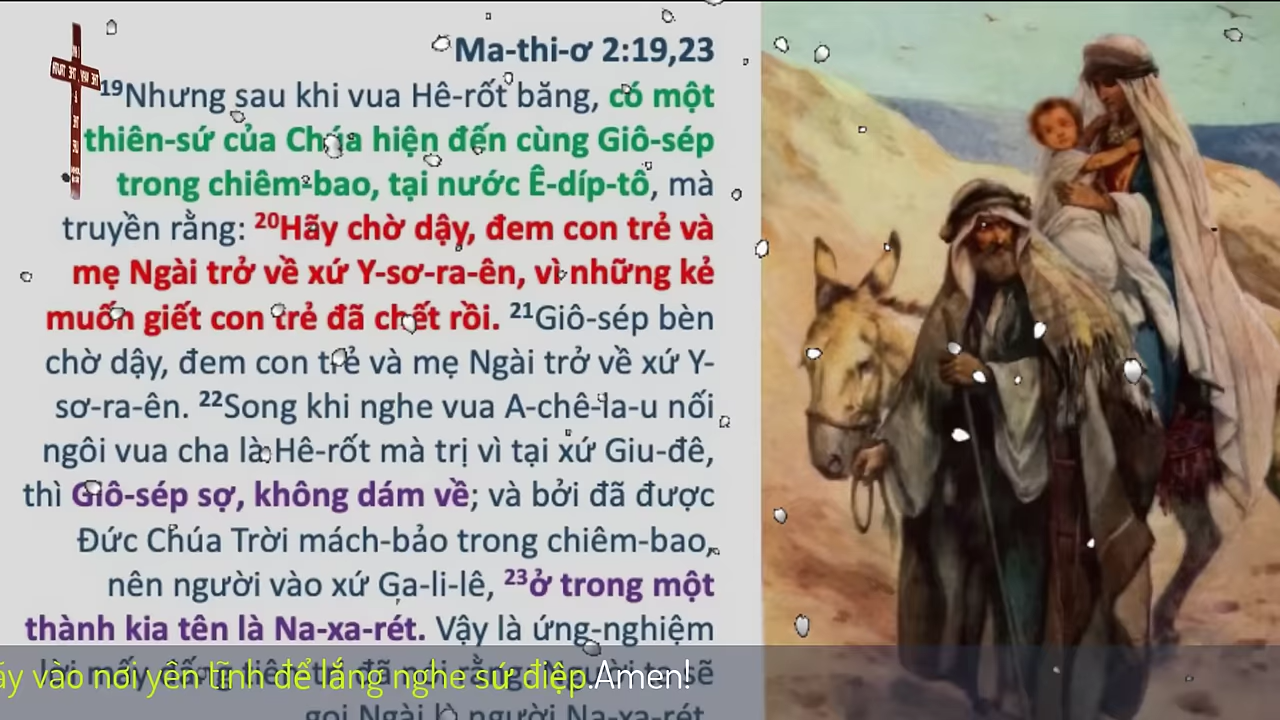 Ma-thi-ơ 2:19,23
¹⁹Nhưng sau khi vua Hê-rốt băng, có một
thiên-sứ của Chúa hiện đến cùng Giô-sép
trong chiêm-bao, tại nước Ê-díp-tô, mà
truyền rằng: ²⁰Hãy chờ dậy, đem con trẻ và
mẹ Ngài trở về xứ Y-sơ-ra-ên, vì những kẻ
muốn giết con trẻ đã chết rồi. ²¹Giô-sép bèn
chờ dậy, đem con trẻ và mẹ Ngài trở về xứ Y-
sơ-ra-ên. ²²Song khi nghe vua A-chê-la-u nối
ngôi vua cha là Hê-rốt mà trị vì tại xứ Giu-đê,
thì Giô-sép sợ, không dám về; và bởi đã được
Đức Chúa Trời mách-bảo trong chiêm-bao,
nên người vào xứ Ga-li-lê, ²³ở trong một
thành kia tên là Na-xa-rét. Vậy là ứng-nghiệm
vào nơi yên tĩnh để lắng nghe sứ điệp.Amen!
gọi Ngài là người Na-xa-rét.